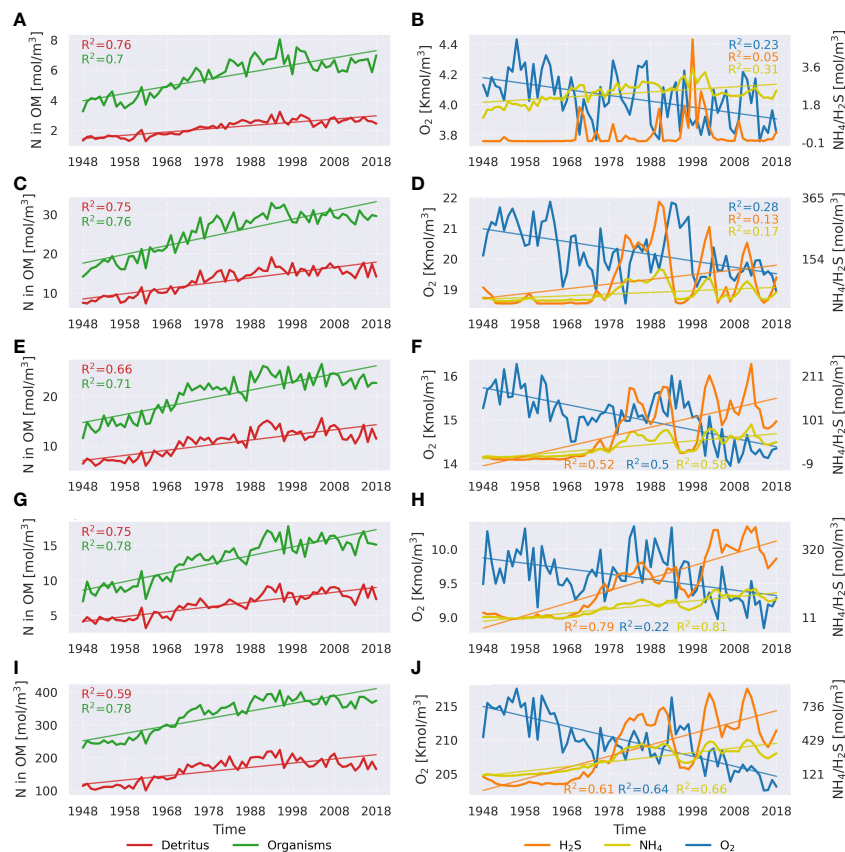 A
N in OM [mol/m³]
8
6
4
2
R²=0.76
R²=0.7
1948 1958 1968 1978 1988 1998 2008 2018
B
O₂ [Kmol/m³]
4.4
4.2
4.0
3.8
R²=0.23
R²=0.05
R²=0.31
3.6
1.8
-0.1
NH₄/H₂S [mol/m³]
1948 1958 1968 1978 1988 1998 2008 2018
C
N in OM [mol/m³]
30
20
10
R²=0.75
R²=0.76
1948 1958 1968 1978 1988 1998 2008 2018
D
O₂ [Kmol/m³]
22
21
20
19
R²=0.28
R²=0.13
R²=0.17
365
154
-58
NH₄/H₂S [mol/m³]
1948 1958 1968 1978 1988 1998 2008 2018
E
N in OM [mol/m³]
20
10
R²=0.66
R²=0.71
1948 1958 1968 1978 1988 1998 2008 2018
F
O₂ [Kmol/m³]
16
15
14
R²=0.52 R²=0.5 R²=0.58
211
101
-9
NH₄/H₂S [mol/m³]
1948 1958 1968 1978 1988 1998 2008 2018
G
N in OM [mol/m³]
15
10
5
R²=0.75
R²=0.78
1948 1958 1968 1978 1988 1998 2008 2018
H
O₂ [Kmol/m³]
10.0
9.5
9.0
R²=0.79 R²=0.22 R²=0.81
320
11
NH₄/H₂S [mol/m³]
1948 1958 1968 1978 1988 1998 2008 2018
I
N in OM [mol/m³]
400
300
200
100
R²=0.59
R²=0.78
1948 1958 1968 1978 1988 1998 2008 2018
Time
Detritus Organisms
J
O₂ [Kmol/m³]
215
210
205
R²=0.61 R²=0.64 R²=0.66
736
429
121
NH₄/H₂S [mol/m³]
1948 1958 1968 1978 1988 1998 2008 2018
Time
H₂S NH₄ O₂